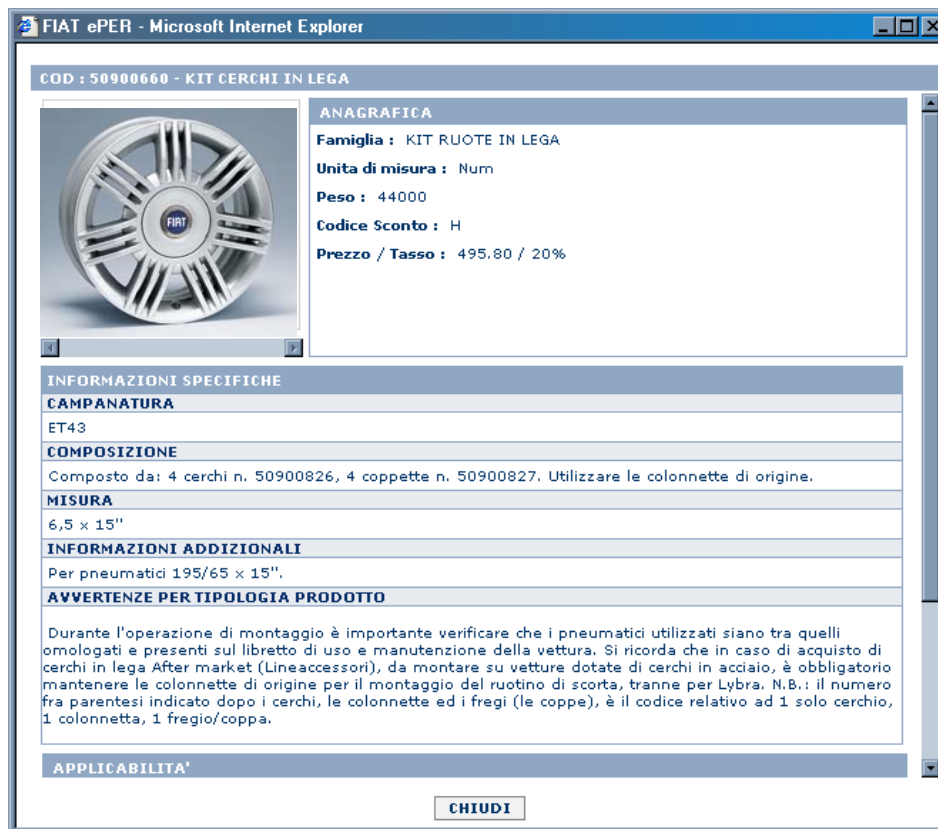 FIAT ePER - Microsoft Internet Explorer
COD : 50900660 - KIT CERCHI IN LEGA
FIAT
ANAGRAFICA
Famiglia : KIT RUOTE IN LEGA
Unita di misura : Num
Peso : 44000
Codice Sconto : H
Prezzo / Tasso : 495.80 / 20%
INFORMAZIONI SPECIFICHE
CAMPANATURA
ET43
COMPOSIZIONE
Composto da: 4 cerchi n. 50900826, 4 coppette n. 50900827. Utilizzare le colonnette di origine.
MISURA
6,5 x 15''
INFORMAZIONI ADDIZIONALI
Per pneumatici 195/65 x 15''.
AVVERTENZE PER TIPOLOGIA PRODOTTO
Durante l'operazione di montaggio è importante verificare che i pneumatici utilizzati siano tra quelli
omologati e presenti sul libretto di uso e manutenzione della vettura. Si ricorda che in caso di acquisto di
cerchi in lega After market (Lineaccessori), da montare su vetture dotate di cerchi in acciaio, è obbligatorio
mantenere le colonnette di origine per il montaggio del ruotino di scorta, tranne per Lybra. N.B.: il numero
fra parentesi indicato dopo i cerchi, le colonnette ed i fregi (le coppe), è il codice relativo ad 1 solo cerchio,
1 colonnetta, 1 fregio/coppa.
APPLICABILITA'
CHIUDI